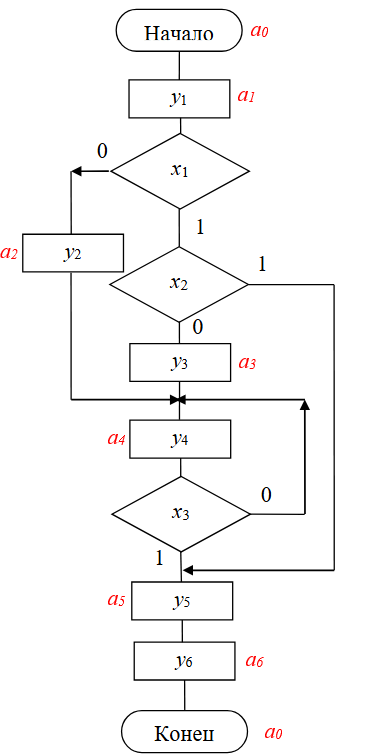 Начало a0
y1 a1
0
x1
1
a2 y2
1
x2
0
y3 a3
a4 y4
0
x3
1
a5 y5
y6 a6
Конец a0